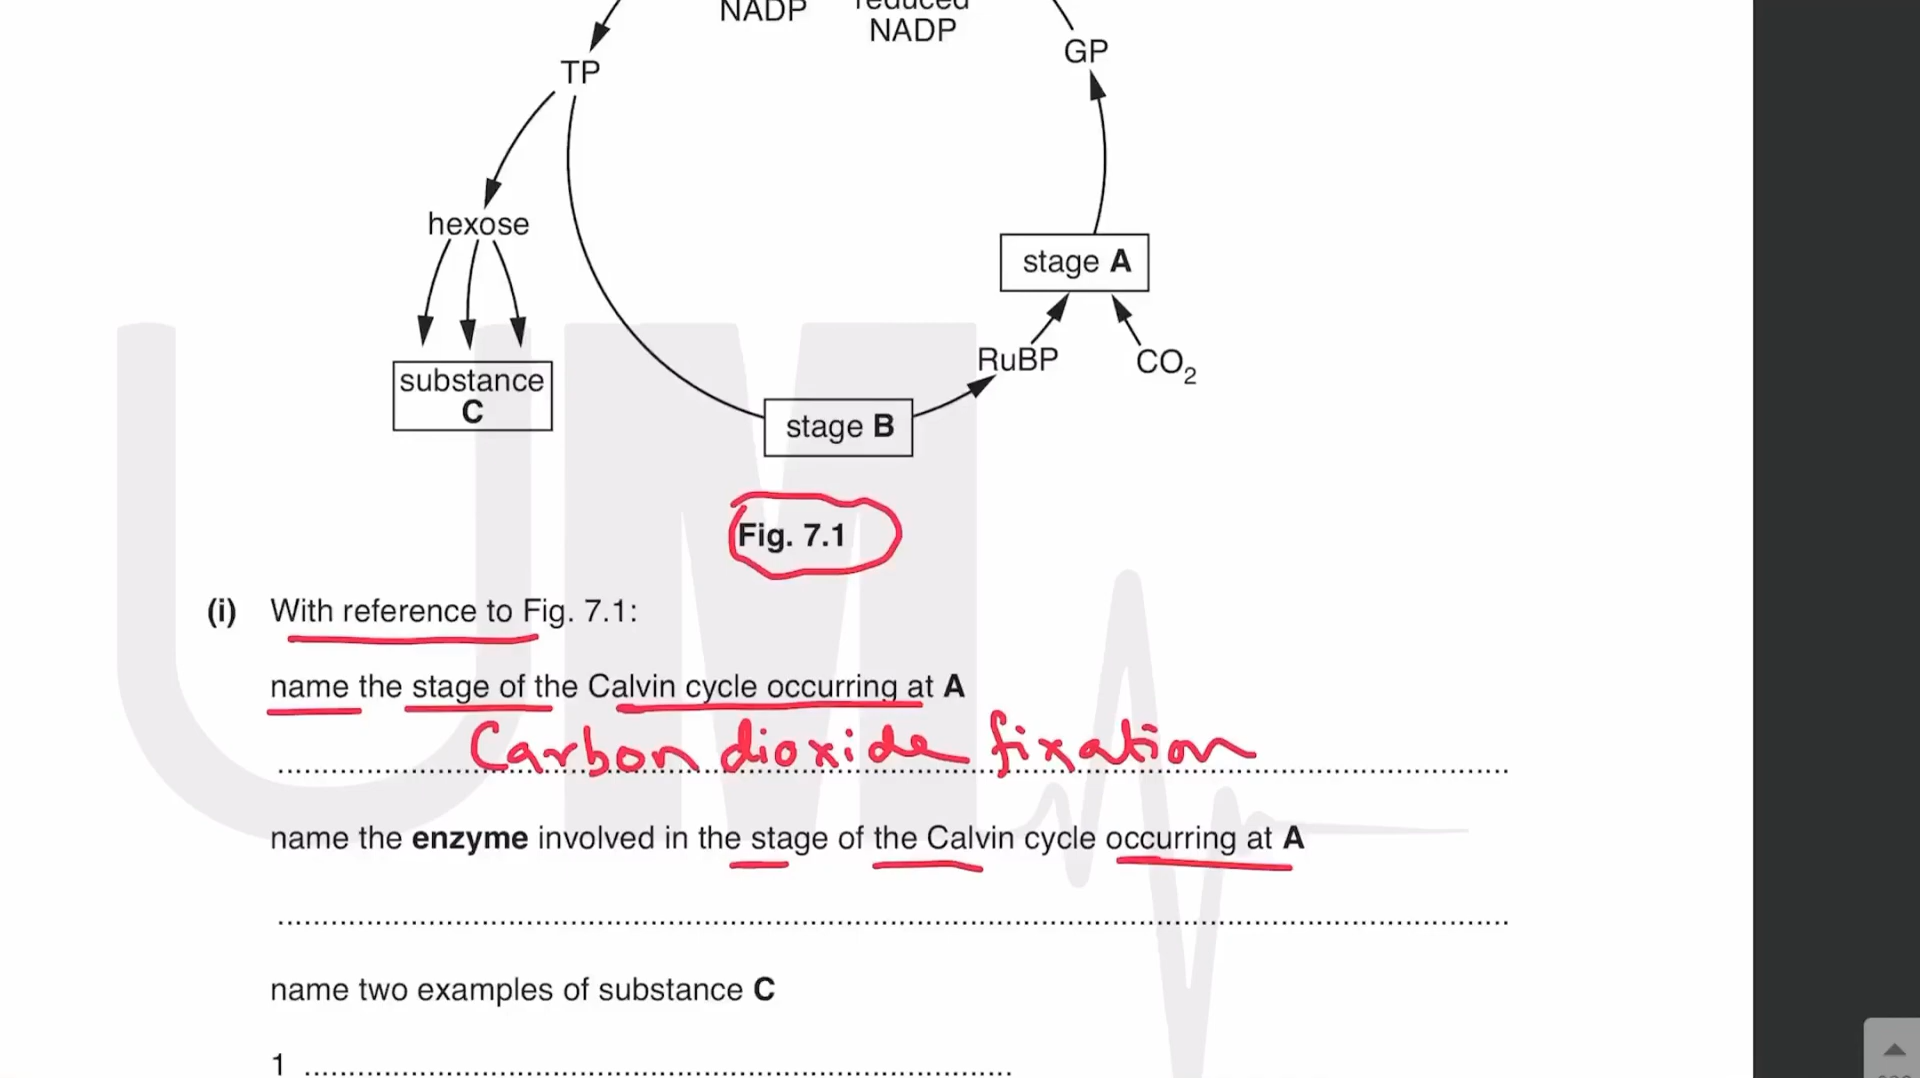 NADP reduced
NADP
TP
GP
hexose
stage A
substance
C
RuBP
CO₂
stage B
Fig. 7.1
(i) With reference to Fig. 7.1:
name the stage of the Calvin cycle occurring at A
Carbon dioxide fixation
name the enzyme involved in the stage of the Calvin cycle occurring at A
name two examples of substance C
1